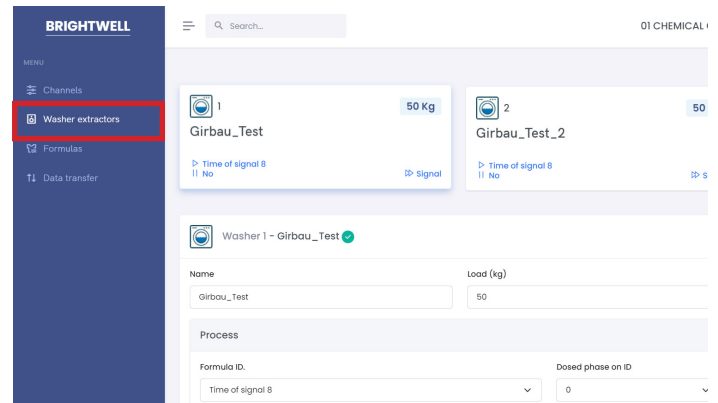 BRIGHTWELL
Search...
01 CHEMICAL
MENU
Channels
Washer extractors
Formulas
Data transfer
1
50 Kg
Girbau_Test
Time of signal 8
No
Signal
2
50
Girbau_Test_2
Time of signal 8
No
Washer 1 - Girbau_Test
Name
Load (kg)
Girbau_Test
50
Process
Formula ID.
Dosed phase on ID
Time of signal 8
0